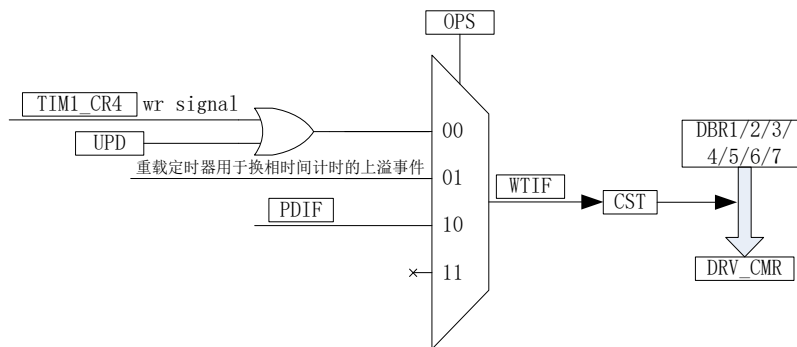 OPS
TIM1_CR4 wr signal
UPD
00
重载定时器用于换相时间计时的上溢事件
01
PDIF
10
11
WTIF
CST
DBR1/2/3/
4/5/6/7
DRV_CMR